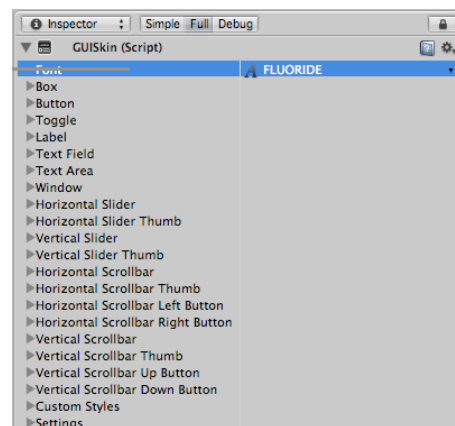 Inspector Simple Full Debug
GUISkin (Script)
Font FLUORIDE
Box
Button
Toggle
Label
Text Field
Text Area
Window
Horizontal Slider
Horizontal Slider Thumb
Vertical Slider
Vertical Slider Thumb
Horizontal Scrollbar
Horizontal Scrollbar Thumb
Horizontal Scrollbar Left Button
Horizontal Scrollbar Right Button
Vertical Scrollbar
Vertical Scrollbar Thumb
Vertical Scrollbar Up Button
Vertical Scrollbar Down Button
Custom Styles
Settings